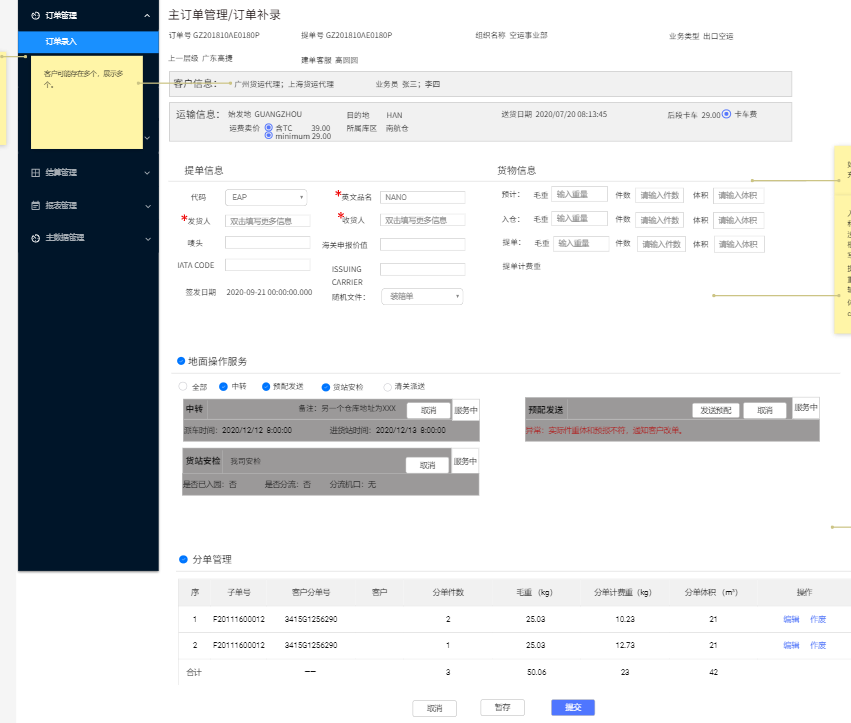 订单管理
订单录入
客户可能存在多个，展示多个。
结算管理
报表管理
主数据管理
主订单管理/订单补录
订单号 GZ201810AE0180P 提单号 GZ201810AE0180P 组织名称 空运事业部 业务类型 出口空运
上一层级 广东高捷 建单客服 高圆圆
客户信息： 广州货运代理；上海货运代理 业务员 张三；李四
运输信息： 始发地 GUANGZHOU 目的地 HAN 送货日期 2020/07/20 08:13:45 后段卡车 29.00 卡车费
运费卖价 含TC 39.00 所属库区 南航仓
minimum 29.00
提单信息 货物信息
代码 EAP *英文品名 NANO
预计： 毛重 输入重量 件数 请输入件数 体积 请输入体积
*发货人 双击填写更多信息 *收货人 双击填写更多信息
入仓： 毛重 输入重量 件数 请输入件数 体积 请输入体积
唛头 海关申报价值
提单： 毛重 输入重量 件数 请输入件数 体积 请输入体积
IATA CODE ISSUING CARRIER
提单计费重
签发日期 2020-09-21 00:00:00.000 随机文件： 装箱单
地面操作服务
全部 中转 预配发送 货站安检 清关派送
中转 备注：另一个仓库地址为XXX 取消 服务中
派车时间：2020/12/12 8:00:00 进货站时间：2020/12/13 8:00:00
预配发送 发送预配 取消 服务中
异常：实际件重体和预报不符，通知客户改单。
货站安检 我司安检 取消 服务中
是否已入园：否 是否分流：否 分流机口：无
分单管理
序 子单号 客户分单号 客户 分单件数 毛重（kg） 分单计费重（kg） 分单体积（m³） 操作
1 F20111600012 3415G1256290 2 25.03 10.23 21 编辑 作废
2 F20111600012 3415G1256290 1 25.03 12.73 21 编辑 作废
合计 —— 3 50.06 23 42
取消 暂存 提交